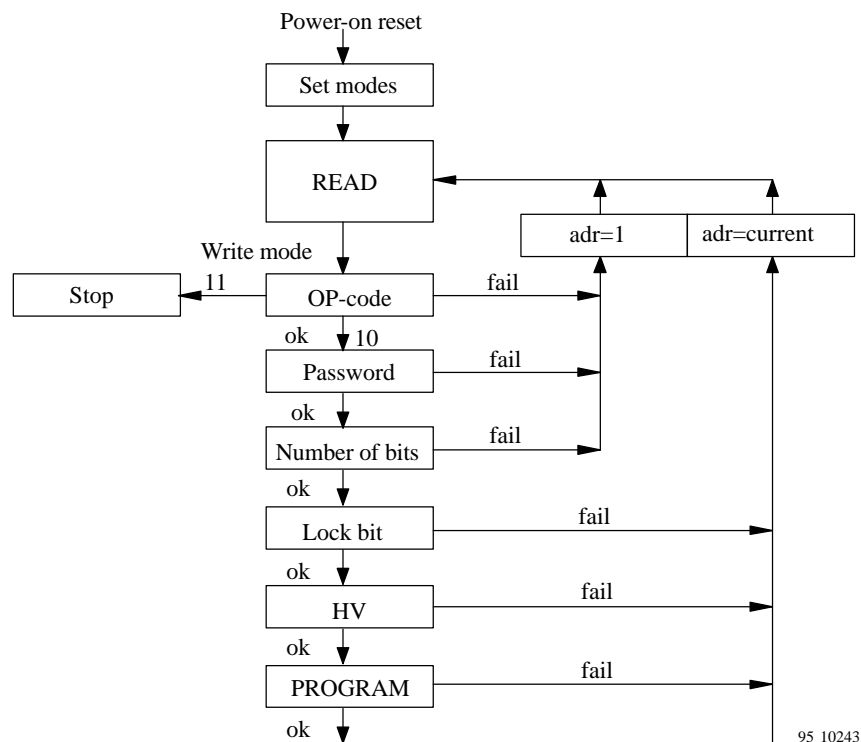 Power-on reset
Set modes
READ
adr=1
adr=current
Write mode
11
Stop
OP-code
fail
ok
10
Password
fail
ok
Number of bits
fail
ok
Lock bit
fail
ok
HV
fail
ok
PROGRAM
fail
ok
95 10243